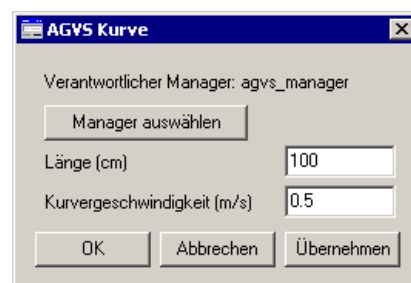 AGVS Kurve
Verantwortlicher Manager: agvs_manager
Manager auswählen
Länge (cm) 100
Kurvergeschwindigkeit (m/s) 0.5
OK Abbrechen Übernehmen